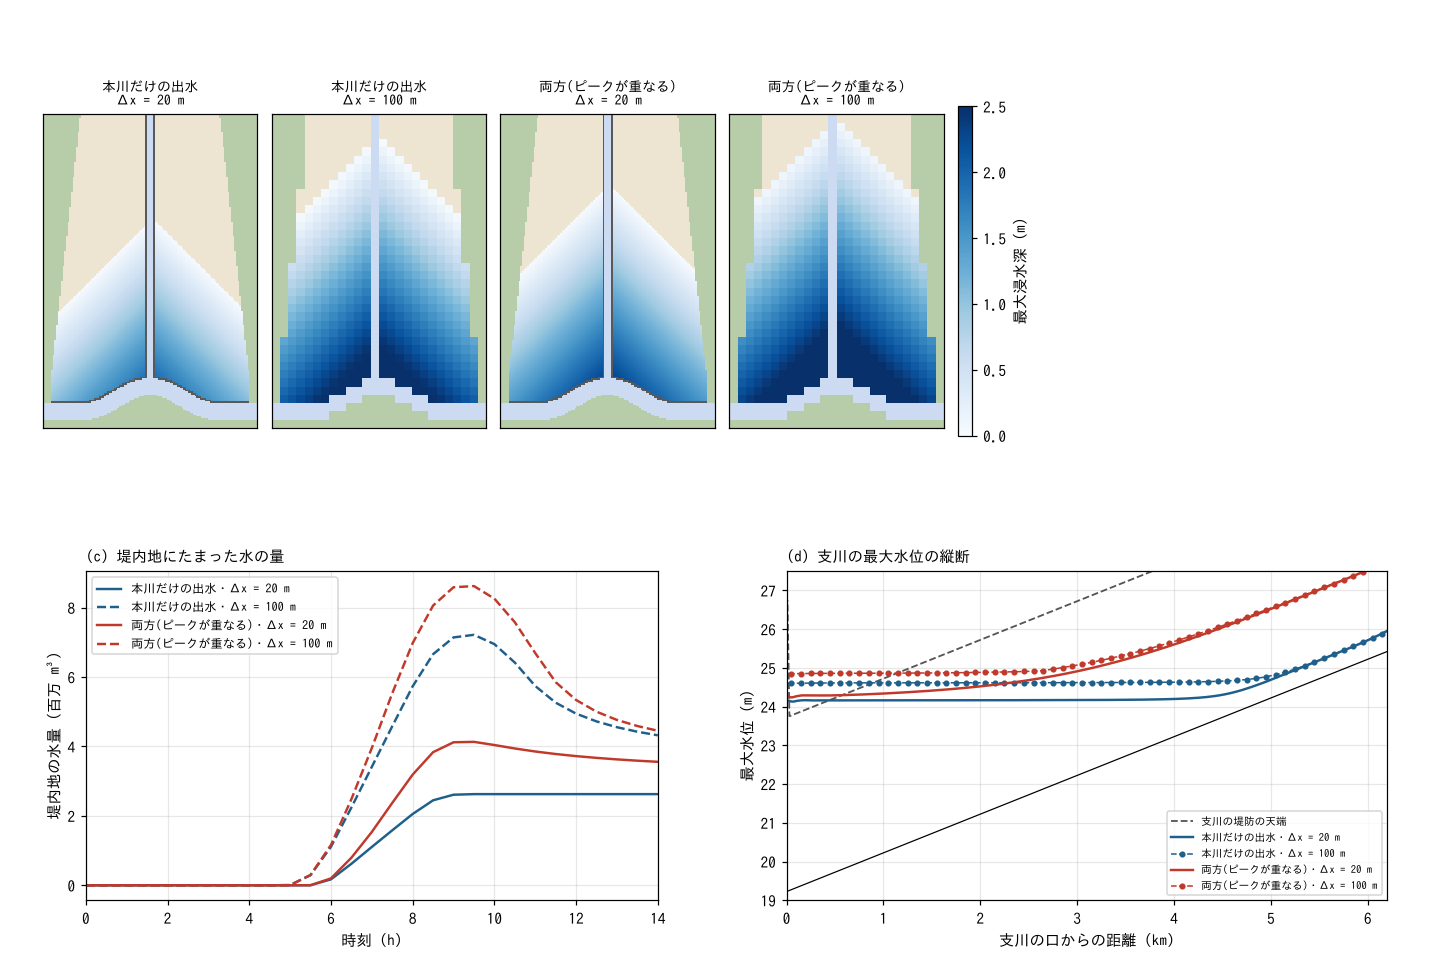 本川だけの出水
Δx = 20 m
本川だけの出水
Δx = 100 m
両方(ピークが重なる)
Δx = 20 m
両方(ピークが重なる)
Δx = 100 m
2.5
2.0
1.5
1.0
0.5
0.0
最大浸水深 (m)
(c) 堤内地にたまった水の量
本川だけの出水・Δx = 20 m
本川だけの出水・Δx = 100 m
両方(ピークが重なる)・Δx = 20 m
両方(ピークが重なる)・Δx = 100 m
堤内地の水量 (百万 m³)
8
6
4
2
0
0 2 4 6 8 10 12 14
時刻 (h)
(d) 支川の最大水位の縦断
最大水位 (m)
27
26
25
24
23
22
21
20
19
支川の堤防の天端
本川だけの出水・Δx = 20 m
本川だけの出水・Δx = 100 m
両方(ピークが重なる)・Δx = 20 m
両方(ピークが重なる)・Δx = 100 m
0 1 2 3 4 5 6
支川の口からの距離 (km)